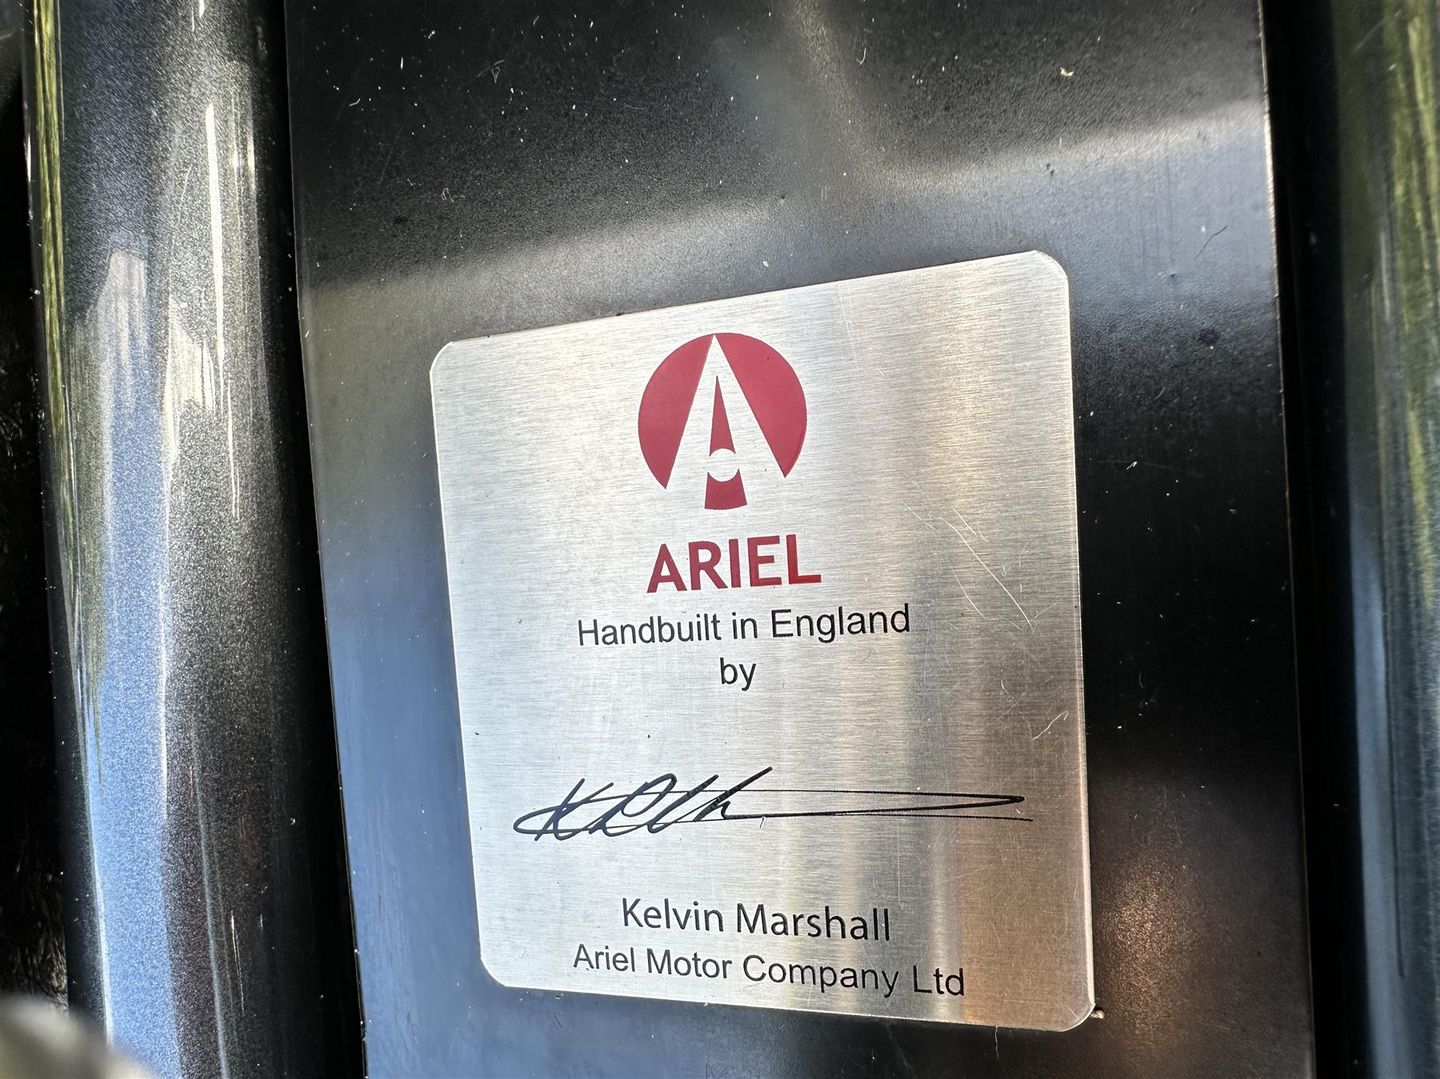 ARIEL
Handbuilt in England
by
Kelvin Marshall
Ariel Motor Company Ltd